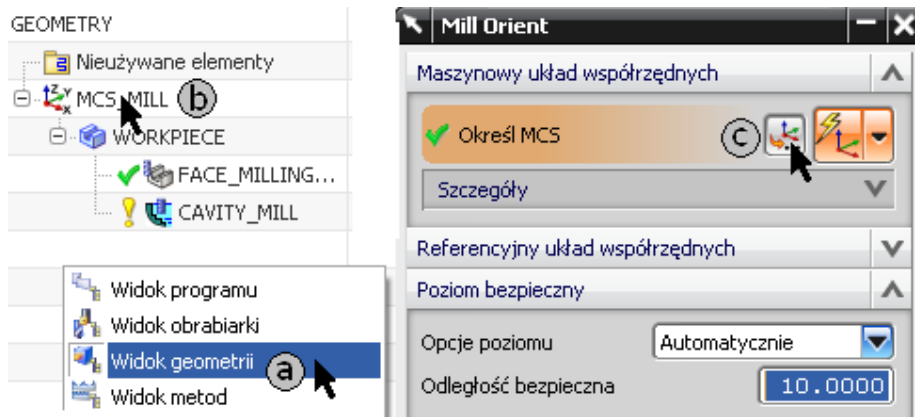 GEOMETRY
Nieużywane elementy
MCS_MILL b
WORKPIECE
FACE_MILLING...
CAVITY_MILL
Widok programu
Widok obrabiarki
Widok geometrii a
Widok metod
Mill Orient
Maszynowy układ współrzędnych
Określ MCS c
Szczegóły
Referencyjny układ współrzędnych
Poziom bezpieczny
Opcje poziomu Automatycznie
Odległość bezpieczna 10.0000